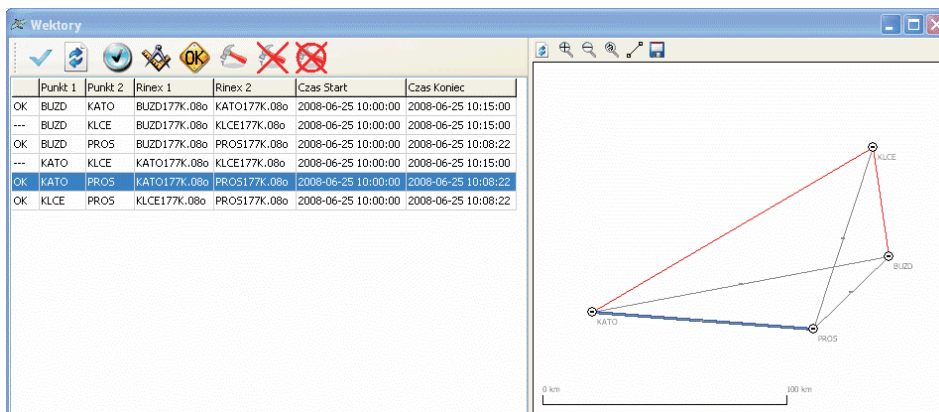 Wektory
OK
Punkt 1 Punkt 2 Rinex 1 Rinex 2 Czas Start Czas Koniec
OK BUZD KATO BUZD177K.08o KATO177K.08o 2008-06-25 10:00:00 2008-06-25 10:15:00
--- BUZD KLCE BUZD177K.08o KLCE177K.08o 2008-06-25 10:00:00 2008-06-25 10:15:00
OK BUZD PROS BUZD177K.08o PROS177K.08o 2008-06-25 10:00:00 2008-06-25 10:08:22
--- KATO KLCE KATO177K.08o KLCE177K.08o 2008-06-25 10:00:00 2008-06-25 10:15:00
OK KATO PROS KATO177K.08o PROS177K.08o 2008-06-25 10:00:00 2008-06-25 10:08:22
OK KLCE PROS KLCE177K.08o PROS177K.08o 2008-06-25 10:00:00 2008-06-25 10:08:22
KLCE
BUZD
KATO
PROS
0 km 100 km